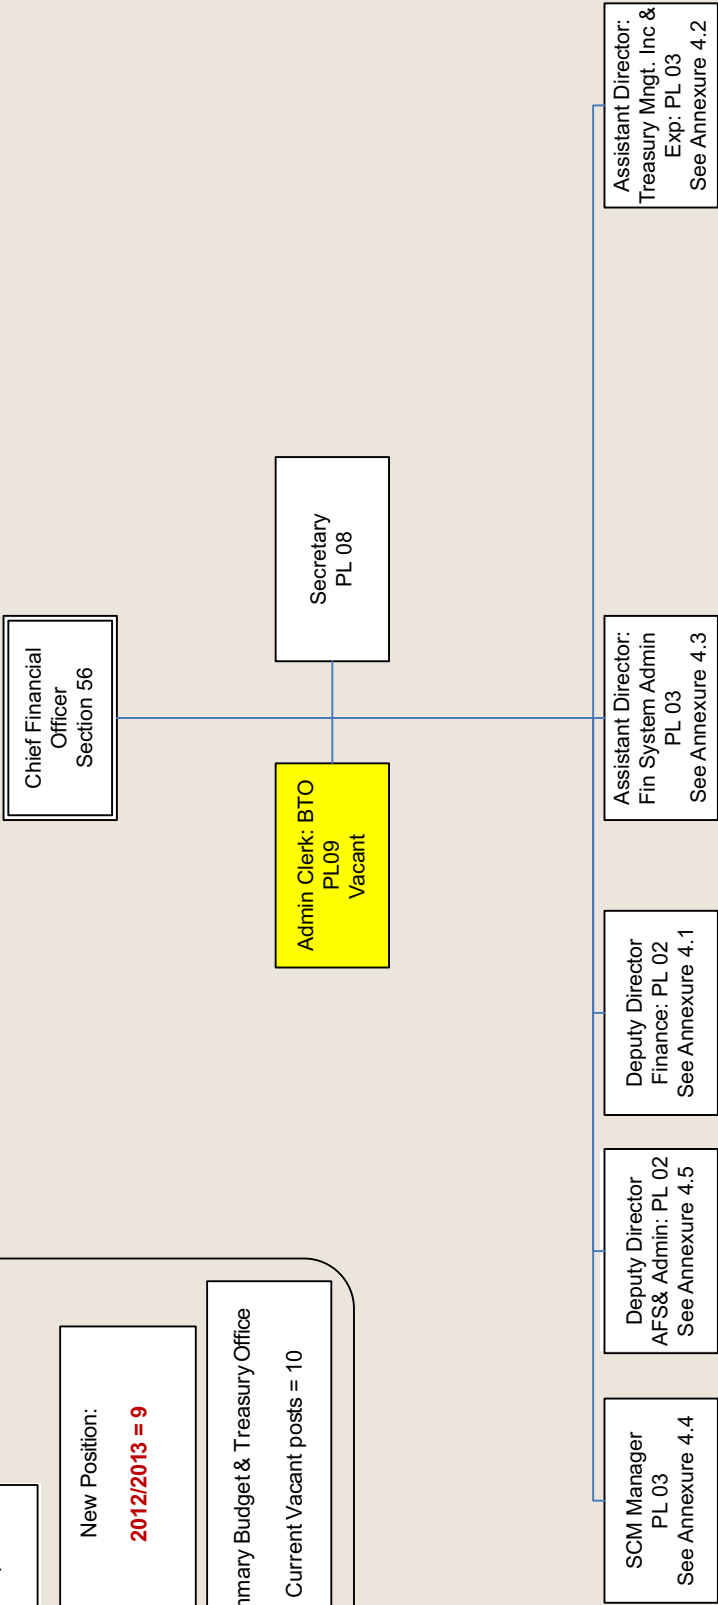 New Position:
2012/2013 = 9
Budget & Treasury Office
Current Vacant posts = 10
Chief Financial
Officer
Section 56
Admin Clerk: BTO
PL09
Vacant
Secretary
PL 08
SCM Manager
PL 03
See Annexure 4.4
Deputy Director
AFS& Admin: PL 02
See Annexure 4.5
Deputy Director
Finance: PL 02
See Annexure 4.1
Assistant Director:
Fin System Admin
PL 03
See Annexure 4.3
Assistant Director:
Treasury Mngt. Inc &
Exp: PL 03
See Annexure 4.2